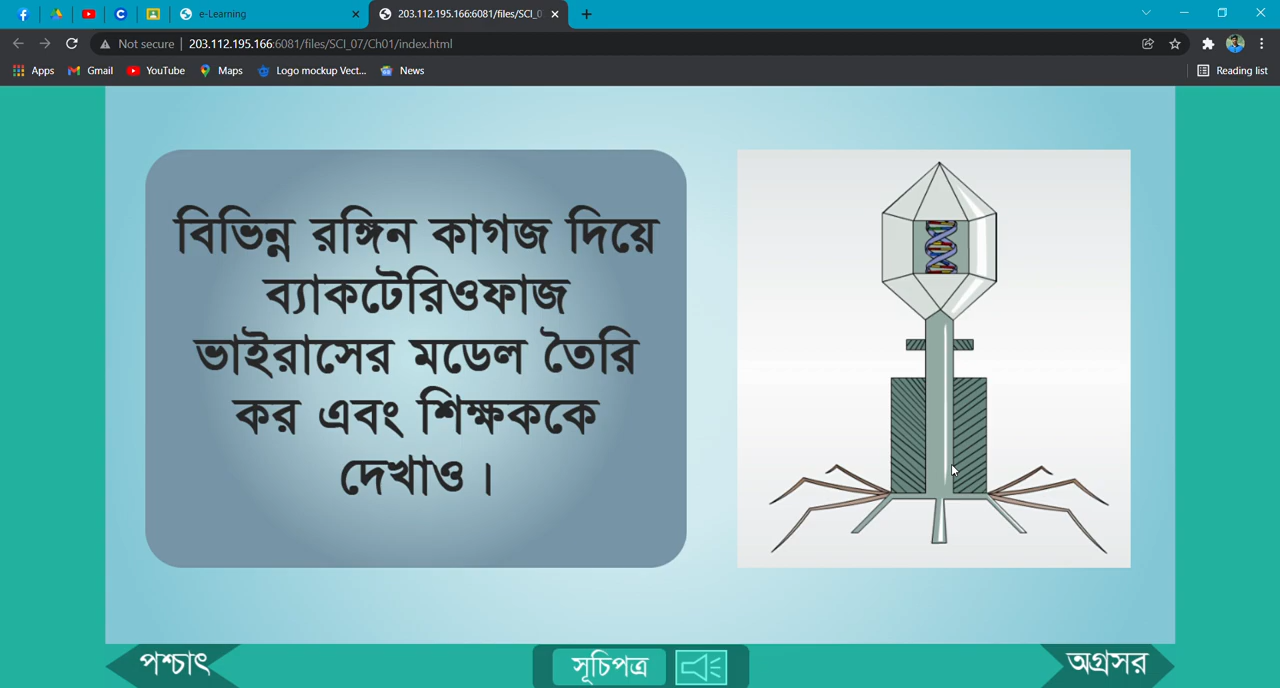 e-Learning
203.112.195.166:6081/files/SCI_0
Not secure
203.112.195.166:6081/files/SCI_07/Ch01/index.html
Apps
Gmail
YouTube
Maps
Logo mockup Vect...
News
Reading list
বিভিন্ন রঙ্গিন কাগজ দিয়ে
ব্যাকটেরিওফাজ
ভাইরাসের মডেল তৈরি
কর এবং শিক্ষককে
দেখাও।
পশ্চাৎ
সূচিপত্র
অগ্রসর